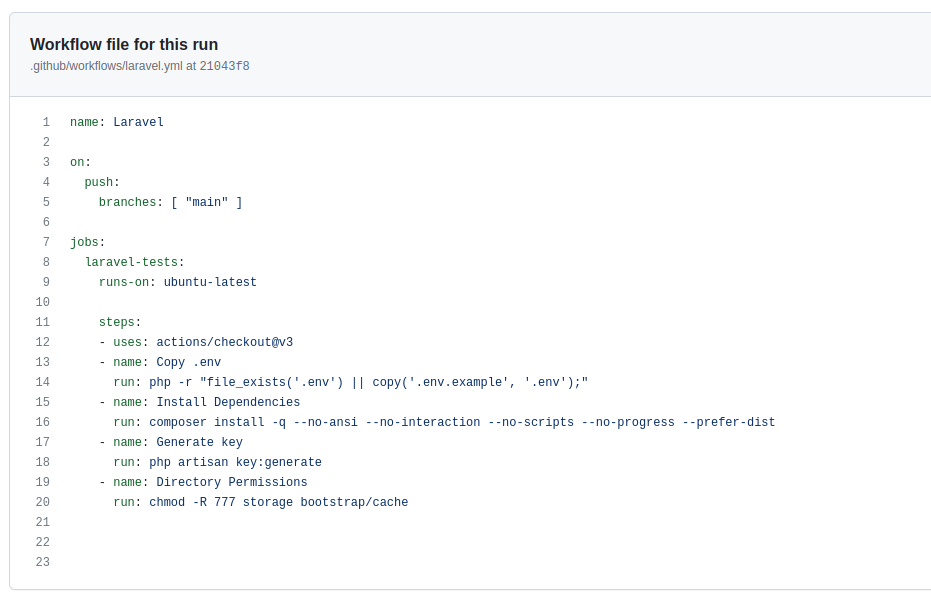 Workflow file for this run
.github/workflows/laravel.yml at 21043f8
1 name: Laravel
2
3 on:
4   push:
5     branches: [ "main" ]
6
7 jobs:
8   laravel-tests:
9     runs-on: ubuntu-latest
10
11     steps:
12     - uses: actions/checkout@v3
13     - name: Copy .env
14       run: php -r "file_exists('.env') || copy('.env.example', '.env');"
15     - name: Install Dependencies
16       run: composer install -q --no-ansi --no-interaction --no-scripts --no-progress --prefer-dist
17     - name: Generate key
18       run: php artisan key:generate
19     - name: Directory Permissions
20       run: chmod -R 777 storage bootstrap/cache
21
22
23